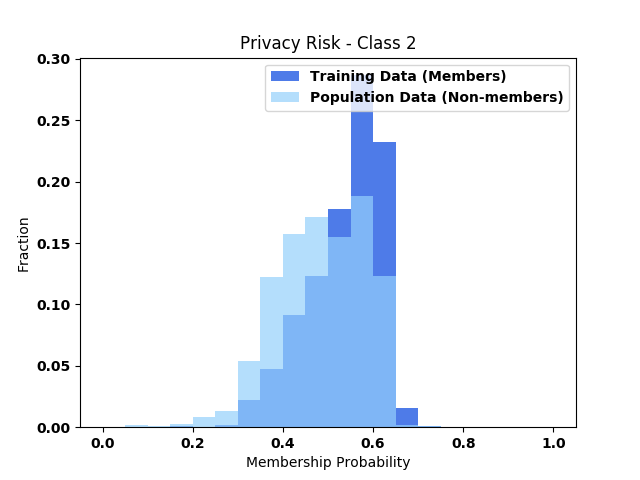 Privacy Risk - Class 2
Training Data (Members)
Population Data (Non-members)
0.30
0.25
0.20
0.15
0.10
0.05
0.00
Fraction
0.0 0.2 0.4 0.6 0.8 1.0
Membership Probability